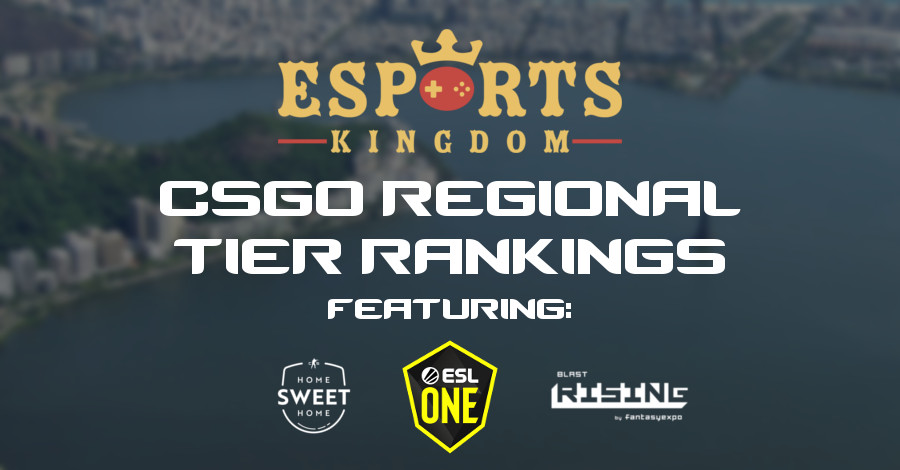 ESPORTS
KINGDOM
CSGO REGIONAL
TIER RANKINGS
FEATURING:
HOME
SWEET
HOME
ESL
ONE
BLAST
RISING
by fantasyexpo